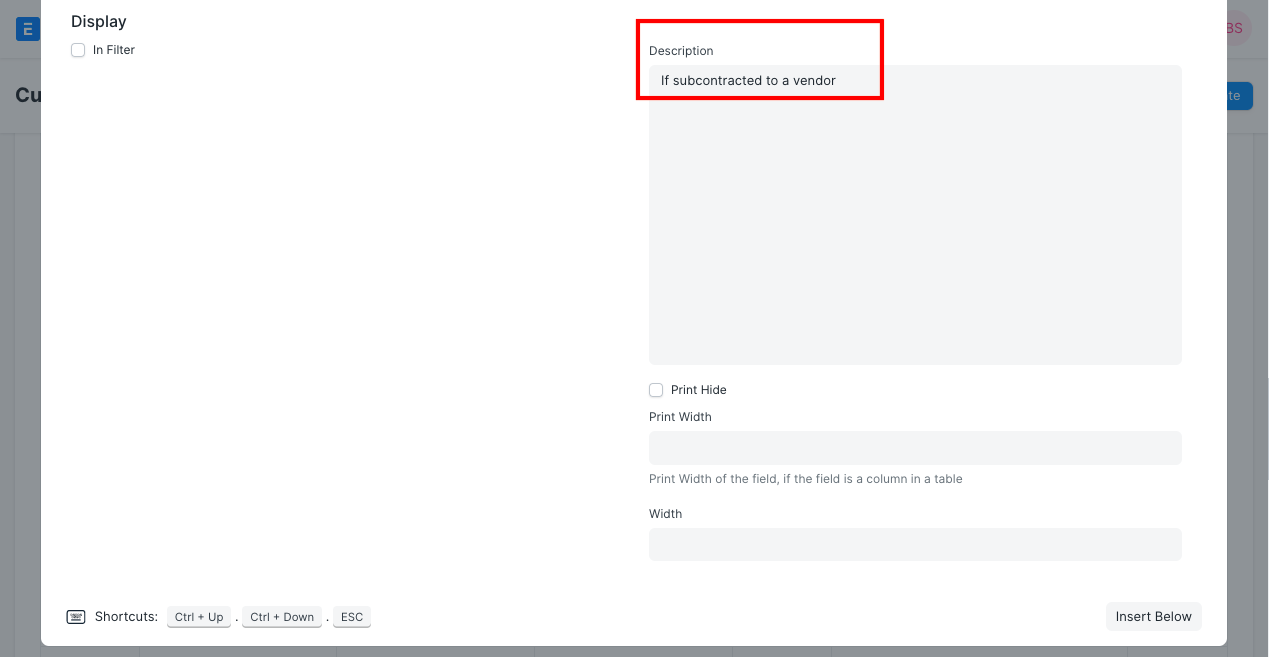 Display
In Filter
Description
If subcontracted to a vendor
Print Hide
Print Width
Print Width of the field, if the field is a column in a table
Width
Shortcuts: Ctrl + Up . Ctrl + Down . ESC
Insert Below
E
Cu
BS
te